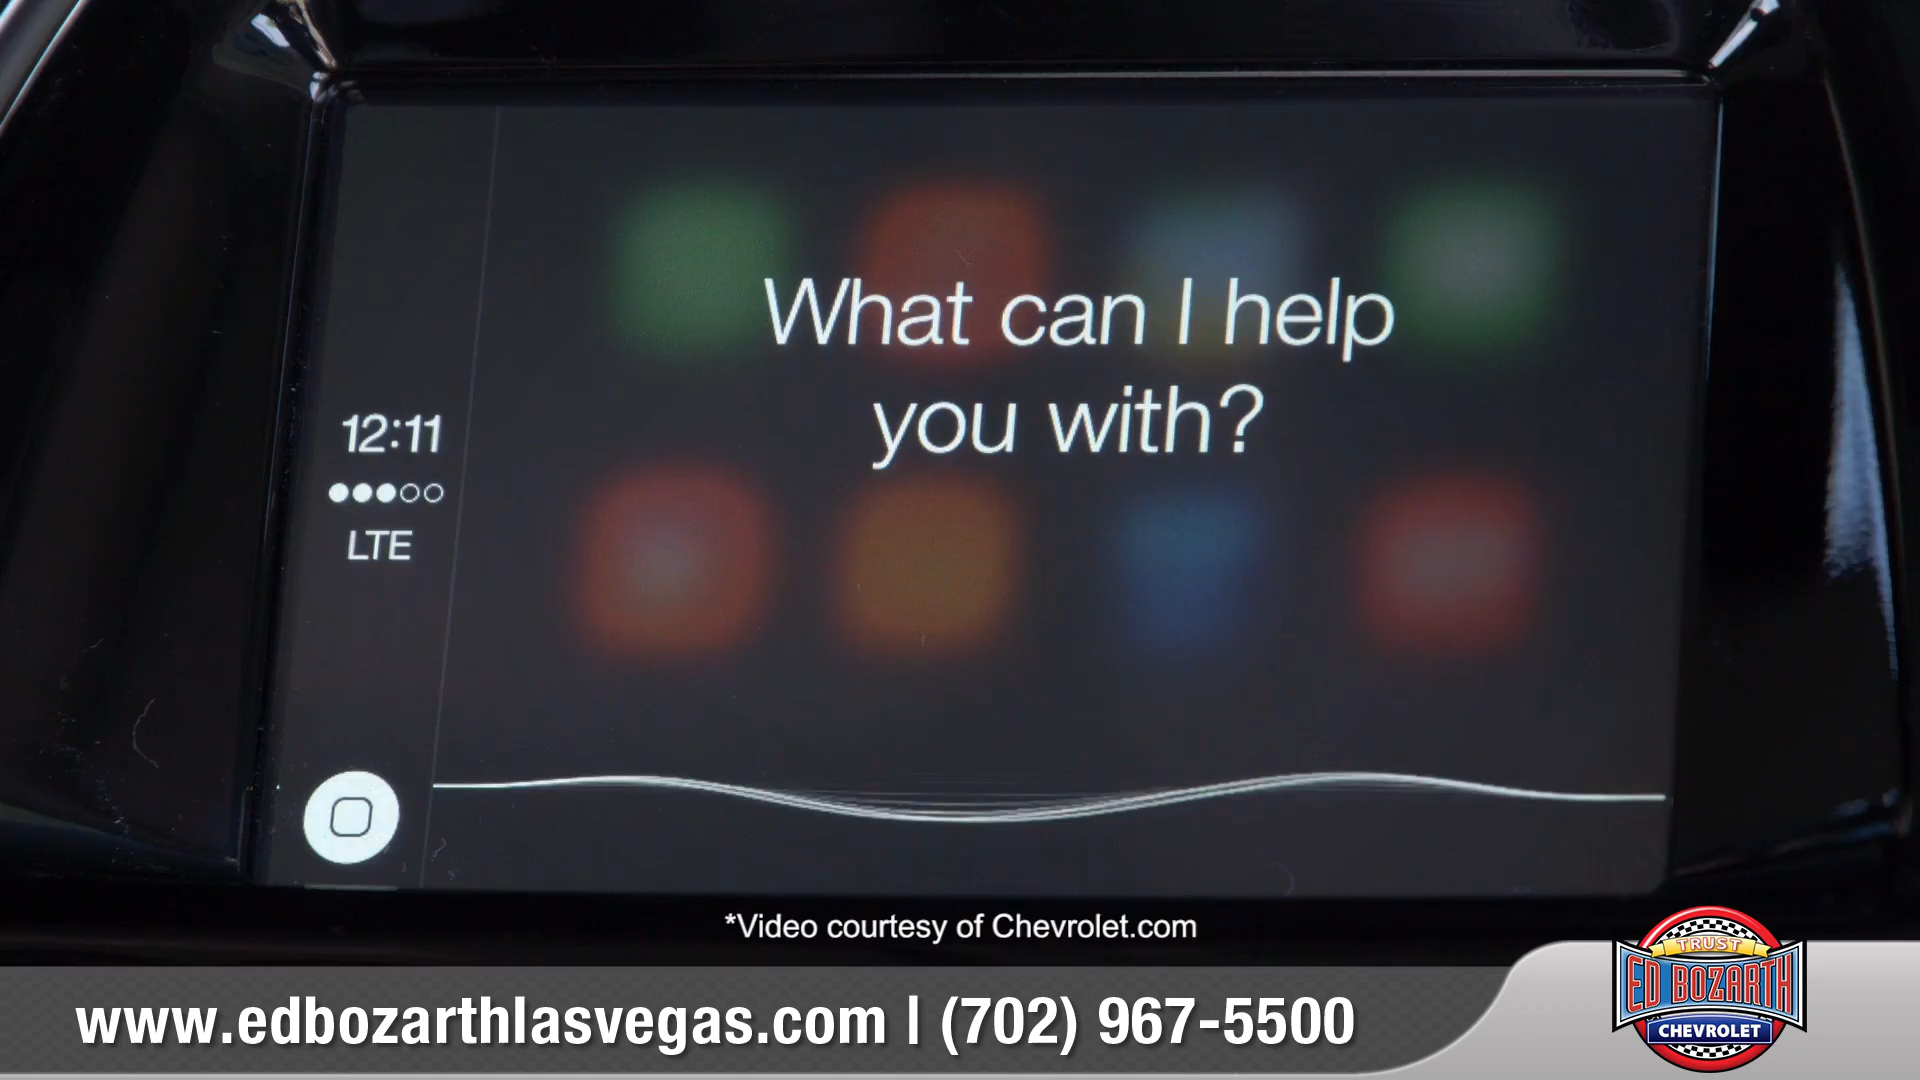 What can I help
you with?
12:11
LTE
*Video courtesy of Chevrolet.com
www.edbozarthlasvegas.com | (702) 967-5500
TRUST
ED BOZARTH
CHEVROLET